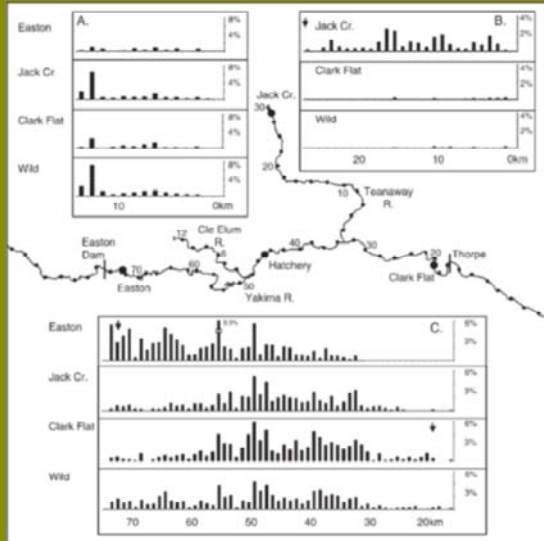 A.
Easton
8%
4%
Jack Cr.
8%
4%
Clark Flat
8%
4%
Wild
8%
4%
10 0km
B.
Jack Cr.
4%
2%
Clark Flat
4%
2%
Wild
4%
2%
20 10 0km
Jack Cr.
30
20
10 Teanaway
R.
12
Cle Elum
R.
40 30 20 Thorpe
Easton
Dam
70
60
Easton
Hatchery
50
Yakima R.
Clark Flat
C.
Easton
6%
3%
Jack Cr.
6%
Clark Flat
6%
3%
Wild
6%
3%
70 60 50 40 30 20km